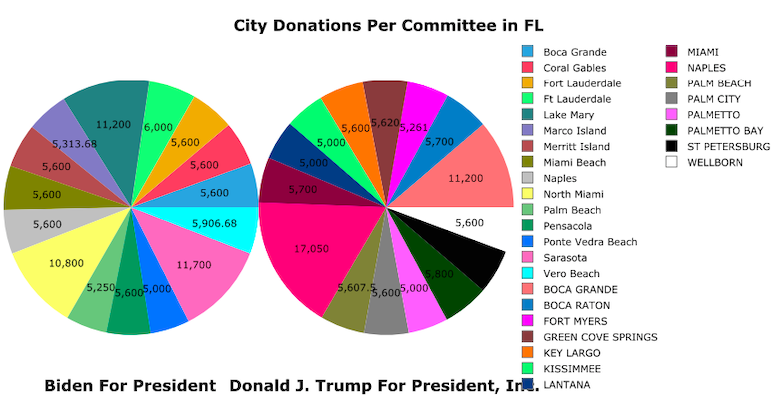 City Donations Per Committee in FL
11,200
6,000
5,600
5,600
5,600
5,906.68
11,700
5,000
5,600
5,250
10,800
5,600
5,600
5,600
5,313.68
5,620
5,261
5,700
11,200
5,600
5,800
5,000
5,600
5,607.5
17,050
5,700
5,000
5,000
5,600
Biden For President
Donald J. Trump For President, Inc.
Boca Grande
Coral Gables
Fort Lauderdale
Ft Lauderdale
Lake Mary
Marco Island
Merritt Island
Miami Beach
Naples
North Miami
Palm Beach
Pensacola
Ponte Vedra Beach
Sarasota
Vero Beach
BOCA GRANDE
BOCA RATON
FORT MYERS
GREEN COVE SPRINGS
KEY LARGO
KISSIMMEE
LANTANA
MIAMI
NAPLES
PALM BEACH
PALM CITY
PALMETTO
PALMETTO BAY
ST PETERSBURG
WELLBORN